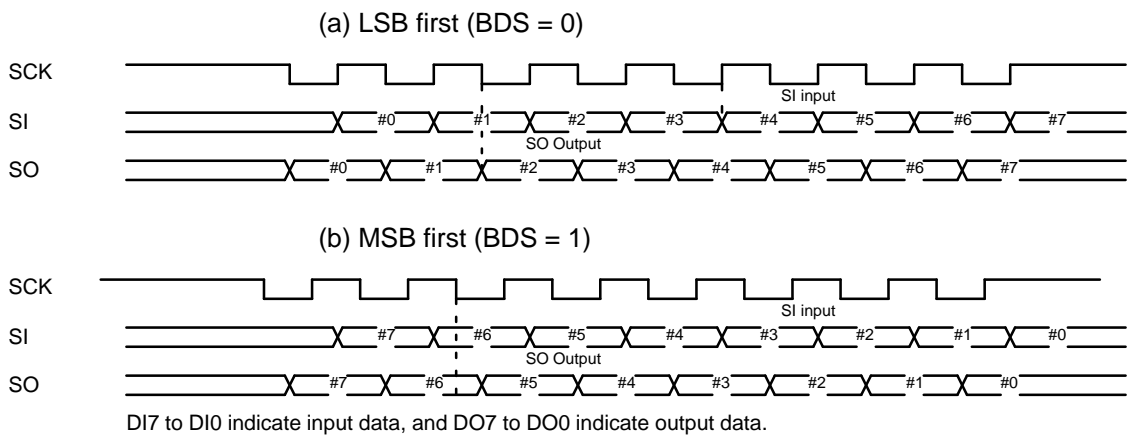 (a) LSB first (BDS = 0)
SCK
SI input
SI #0 #1 #2 #3 #4 #5 #6 #7
SO Output
SO #0 #1 #2 #3 #4 #5 #6 #7
(b) MSB first (BDS = 1)
SCK
SI input
SI #7 #6 #5 #4 #3 #2 #1 #0
SO Output
SO #7 #6 #5 #4 #3 #2 #1 #0
DI7 to DI0 indicate input data, and DO7 to DO0 indicate output data.